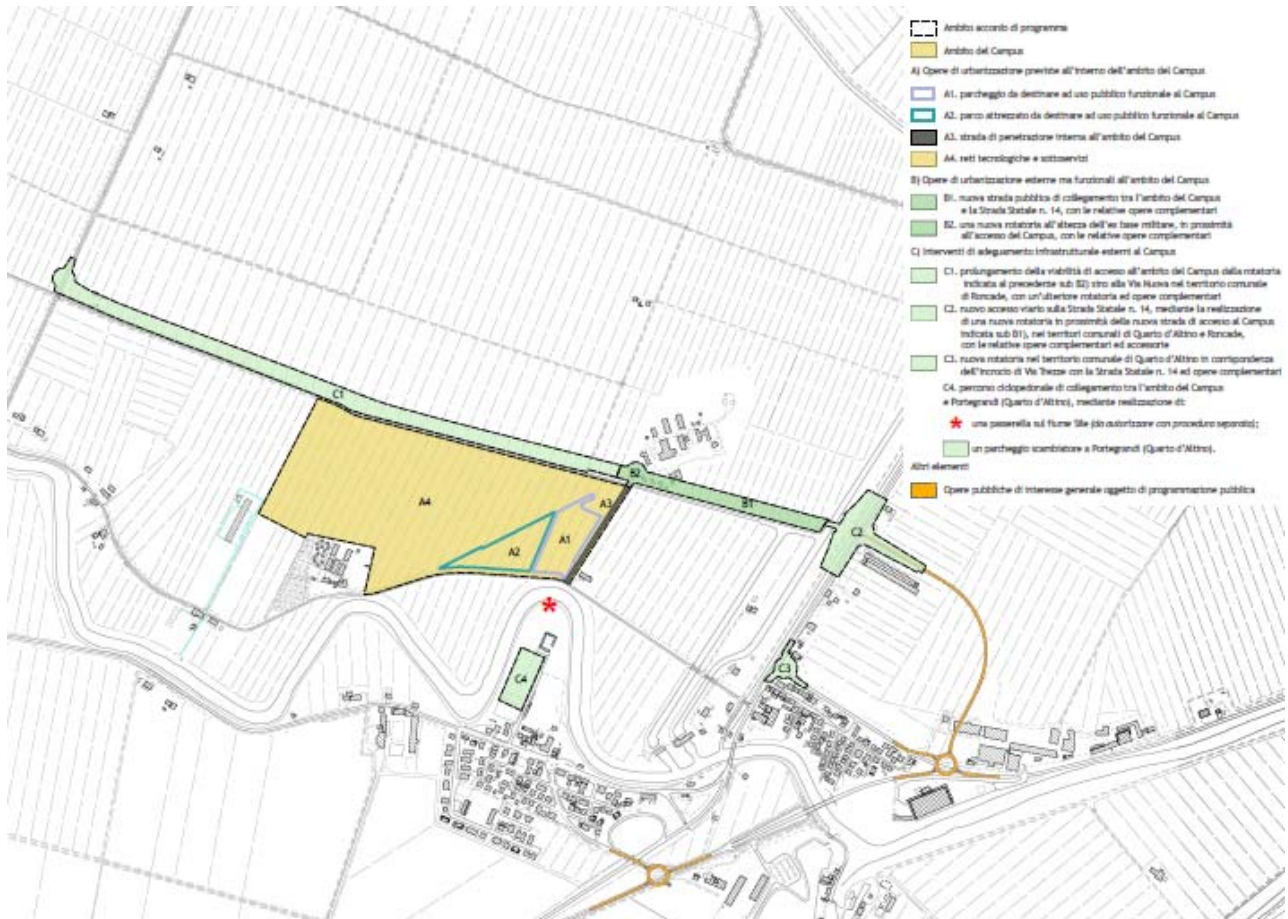 Ambito accordo di programma
Ambito del Campus
A) Opere di urbanizzazione previste all'interno dell'ambito del Campus
A1. parcheggio da destinare ad uso pubblico funzionale al Campus
A2. parco attrezzato da destinare ad uso pubblico funzionale al Campus
A3. strada di penetrazione interna all'ambito del Campus
A4. reti tecnologiche e sottoservizi
B) Opere di urbanizzazione esterne ma funzionali all'ambito del Campus
B1. nuova strada pubblica di collegamento tra l'ambito del Campus
e la Strada Statale n. 14, con le relative opere complementari
B2. una nuova rotatoria all'altezza dell'ex base militare, in prossimità
all'accesso del Campus, con le relative opere complementari
C) Interventi di adeguamento infrastrutturale esterni al Campus
C1. prolungamento della viabilità di accesso all'ambito del Campus dalla rotatoria
indicata al precedente sub B2) sino alla Via Nuova nel territorio comunale
di Roncade, con un'ulteriore rotatoria ed opere complementari
C2. nuovo accesso viario sulla Strada Statale n. 14, mediante la realizzazione
di una nuova rotatoria in prossimità della nuova strada di accesso al Campus
indicata sub B1), nei territori comunali di Quarto d'Altino e Roncade,
con le relative opere complementari ed accessorie
C3. nuova rotatoria nel territorio comunale di Quarto d'Altino in corrispondenza
dell'incrocio di Via Trezze con la Strada Statale n. 14 ed opere complementari
C4. percorso ciclopedonale di collegamento tra l'ambito del Campus
e Portegrandi (Quarto d'Altino), mediante realizzazione di:
una passerella sul fiume Sile (da autorizzare con procedura separata);
un parcheggio scambiatore a Portegrandi (Quarto d'Altino).
Altri elementi
Opere pubbliche di interesse generale oggetto di programmazione pubblica
C1
B2
A4
A3
B1
C2
A1
A2
C3
C4